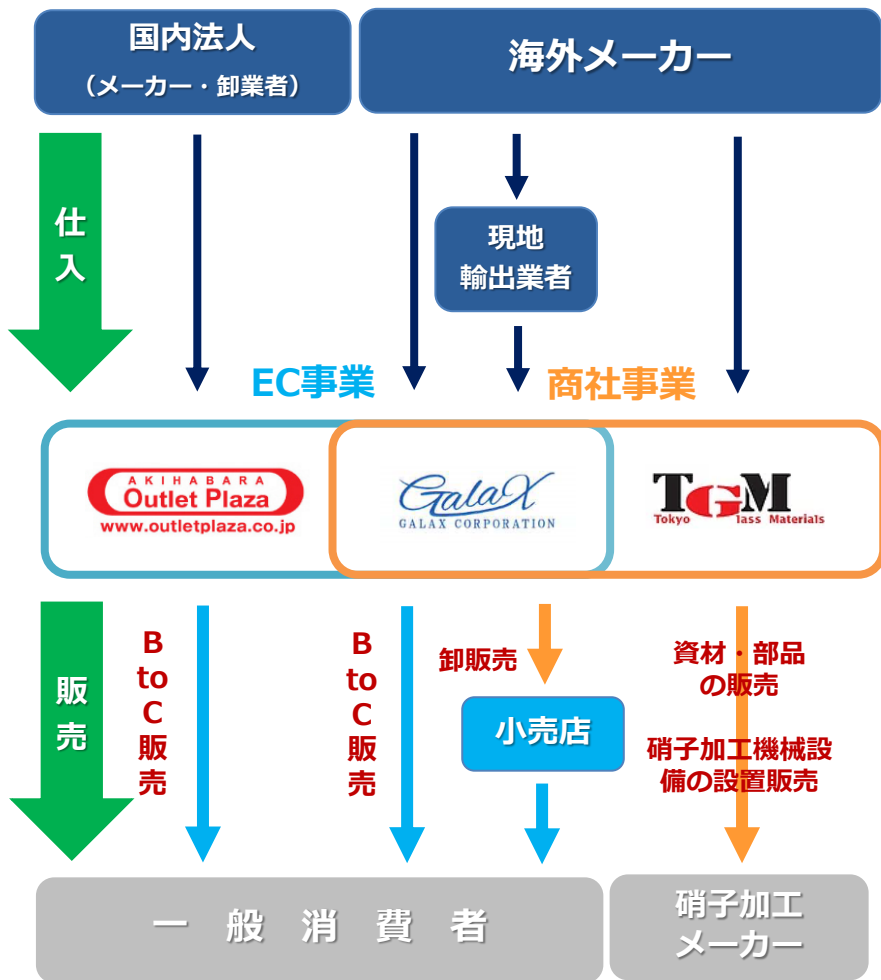 国内法人
（メーカー・卸業者）
海外メーカー
仕
入
現地
輸出業者
EC事業
商社事業
AKIHABARA
Outlet Plaza
www.outletplaza.co.jp
GalaX
GALAX CORPORATION
TGM
Tokyo Glass Materials
販
売
B
to
C
販
売
B
to
C
販
売
卸販売
小売店
資材・部品
の販売
硝子加工機械設
備の設置販売
一般消費者
硝子加工
メーカー